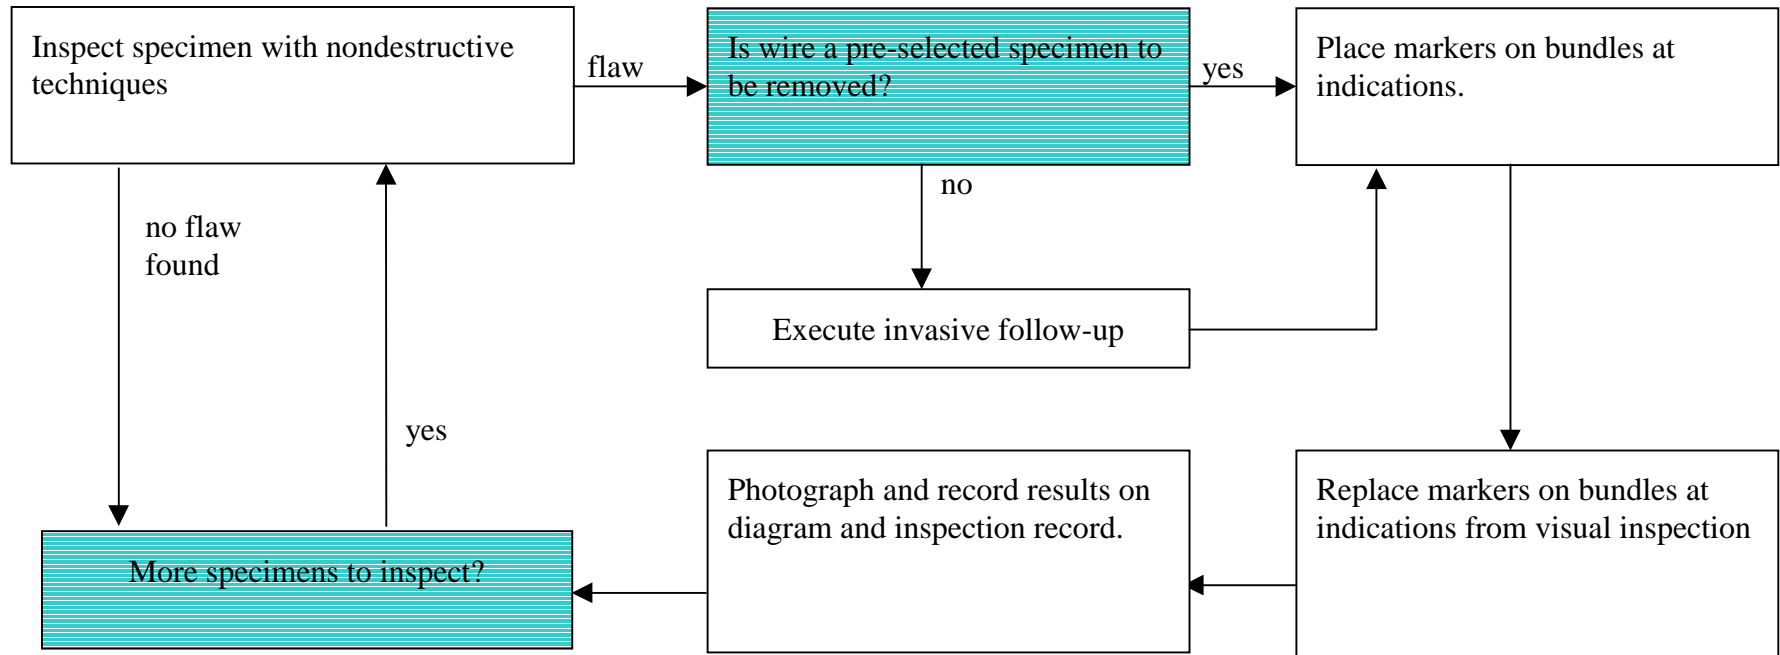 Inspect specimen with nondestructive
techniques
flaw
Is wire a pre-selected specimen to
be removed?
yes
Place markers on bundles at
indications.
no flaw
found
no
Execute invasive follow-up
yes
More specimens to inspect?
Photograph and record results on
diagram and inspection record.
Replace markers on bundles at
indications from visual inspection